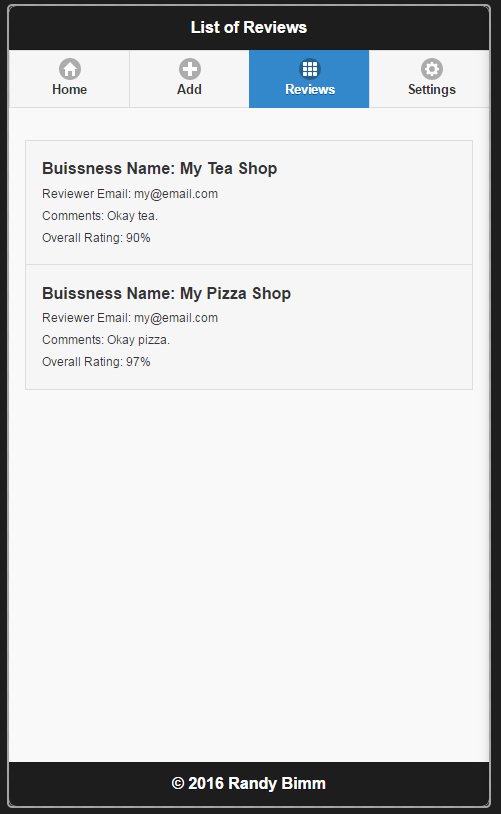 List of Reviews
Home Add Reviews Settings
Buissness Name: My Tea Shop
Reviewer Email: my@email.com
Comments: Okay tea.
Overall Rating: 90%
Buissness Name: My Pizza Shop
Reviewer Email: my@email.com
Comments: Okay pizza.
Overall Rating: 97%
© 2016 Randy Bimm